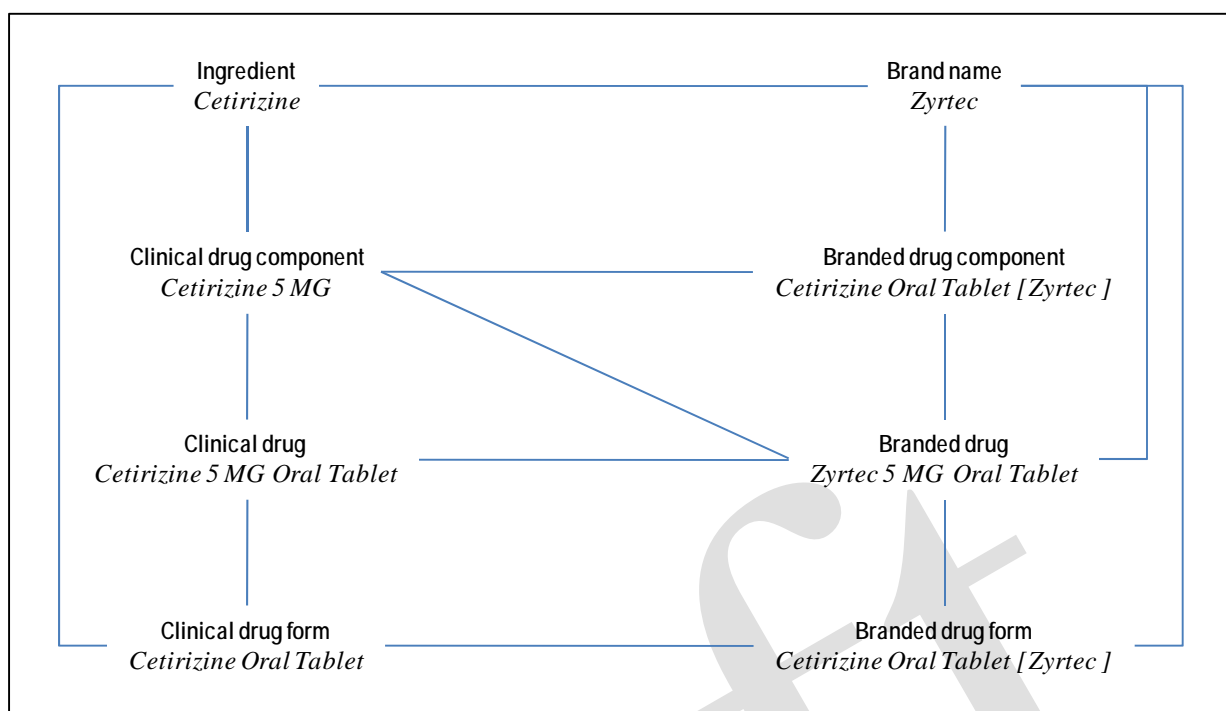 Ingredient
Cetirizine
Brand name
Zyrtec
Clinical drug component
Cetirizine 5 MG
Branded drug component
Cetirizine Oral Tablet [Zyrtec ]
Clinical drug
Cetirizine 5 MG Oral Tablet
Branded drug
Zyrtec 5 MG Oral Tablet
Clinical drug form
Cetirizine Oral Tablet
Branded drug form
Cetirizine Oral Tablet [Zyrtec ]